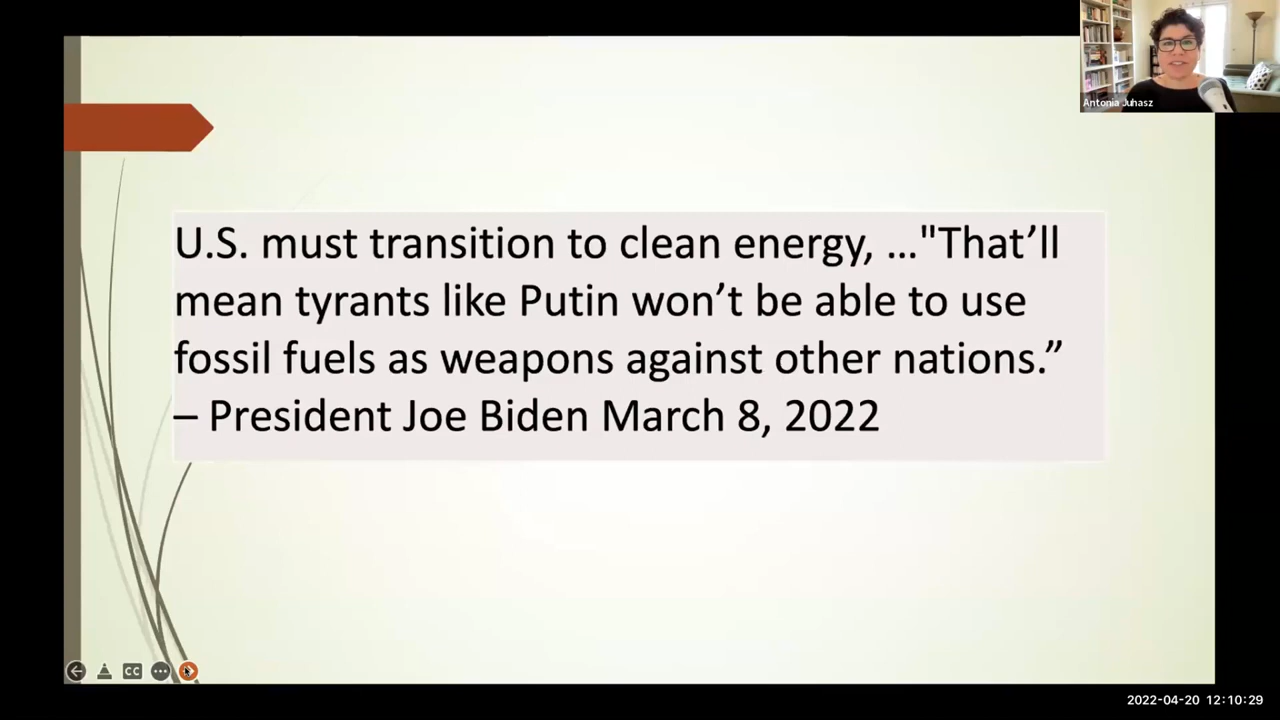 Antonia Juhasz
U.S. must transition to clean energy, ..."That’ll
mean tyrants like Putin won’t be able to use
fossil fuels as weapons against other nations.”
– President Joe Biden March 8, 2022
CC
2022-04-20 12:10:29